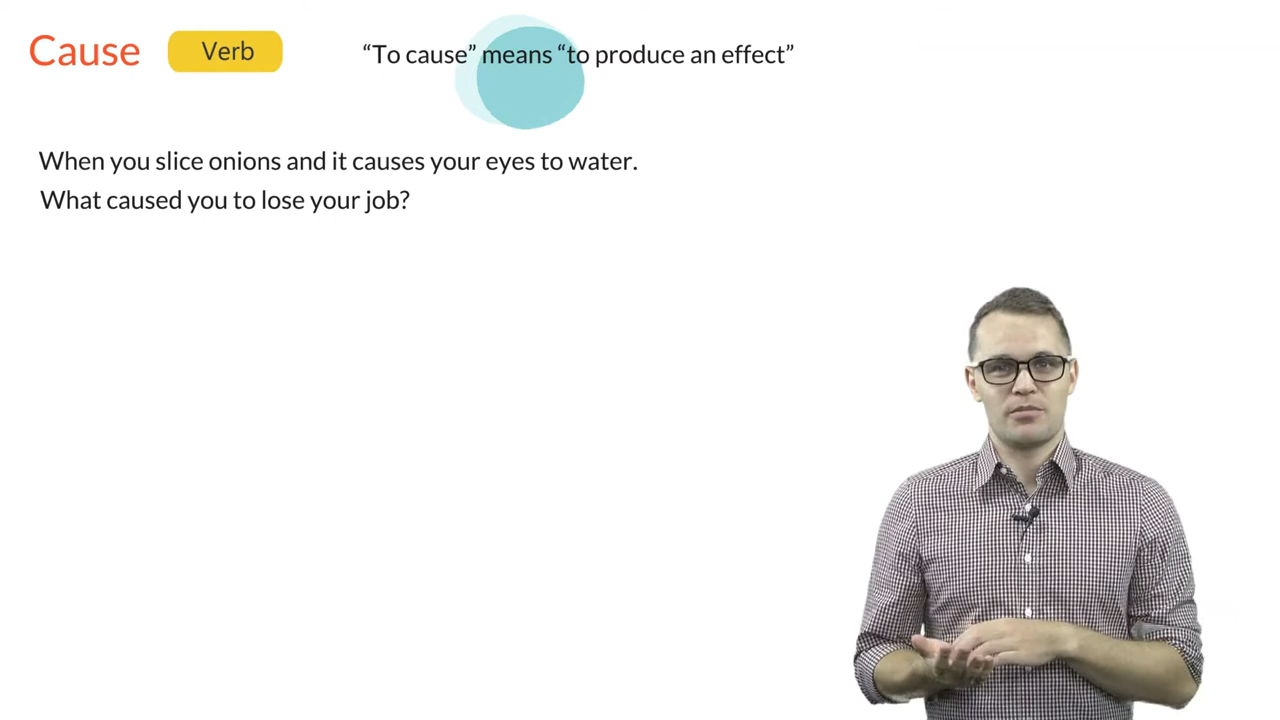 Cause
Verb
“To cause” means “to produce an effect”
When you slice onions and it causes your eyes to water.
What caused you to lose your job?